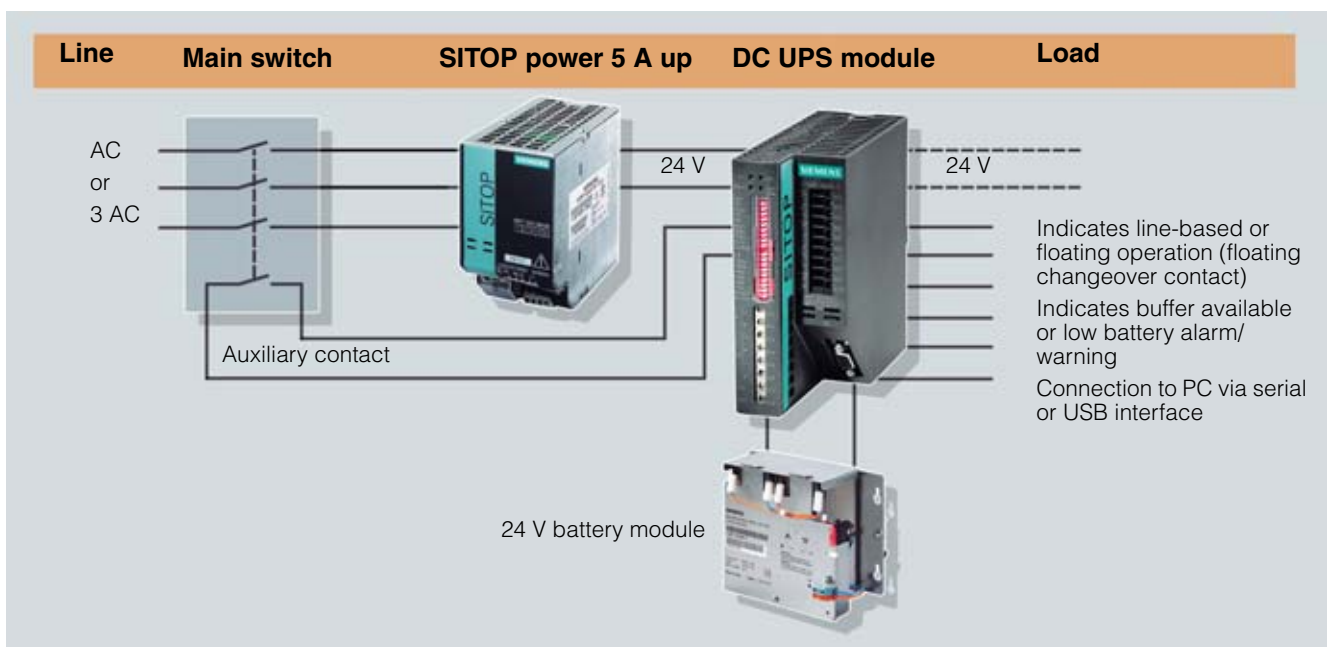 Line
Main switch
SITOP power 5 A up
DC UPS module
Load
AC
or
3 AC
24 V
24 V
SIEMENS
SITOP
SIEMENS
SITOP
Indicates line-based or
floating operation (floating
changeover contact)
Indicates buffer available
or low battery alarm/
warning
Connection to PC via serial
or USB interface
Auxiliary contact
24 V battery module